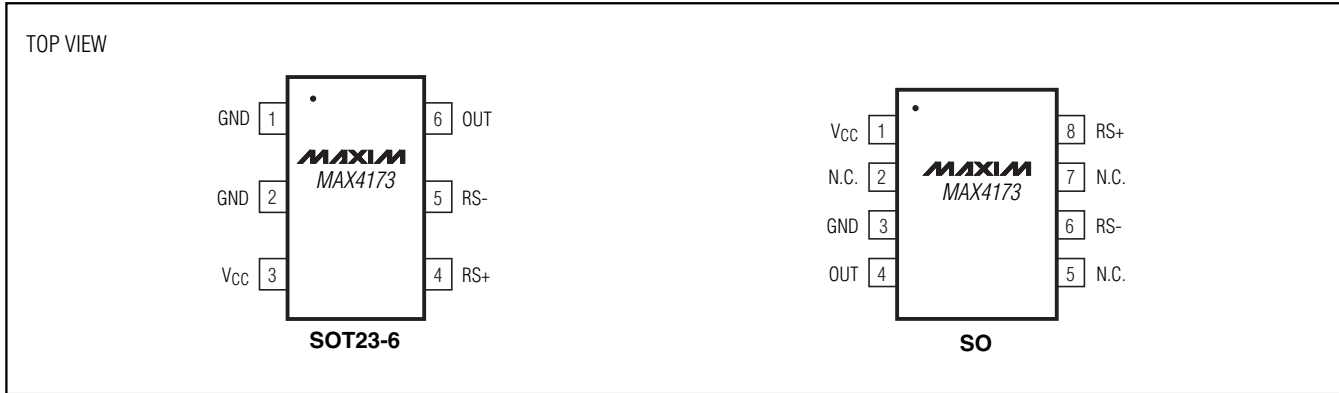 TOP VIEW
GND 1
6 OUT
MAXIM
MAX4173
GND 2
5 RS-
VCC 3
4 RS+
SOT23-6
VCC 1
8 RS+
N.C. 2
7 N.C.
MAXIM
MAX4173
GND 3
6 RS-
OUT 4
5 N.C.
SO